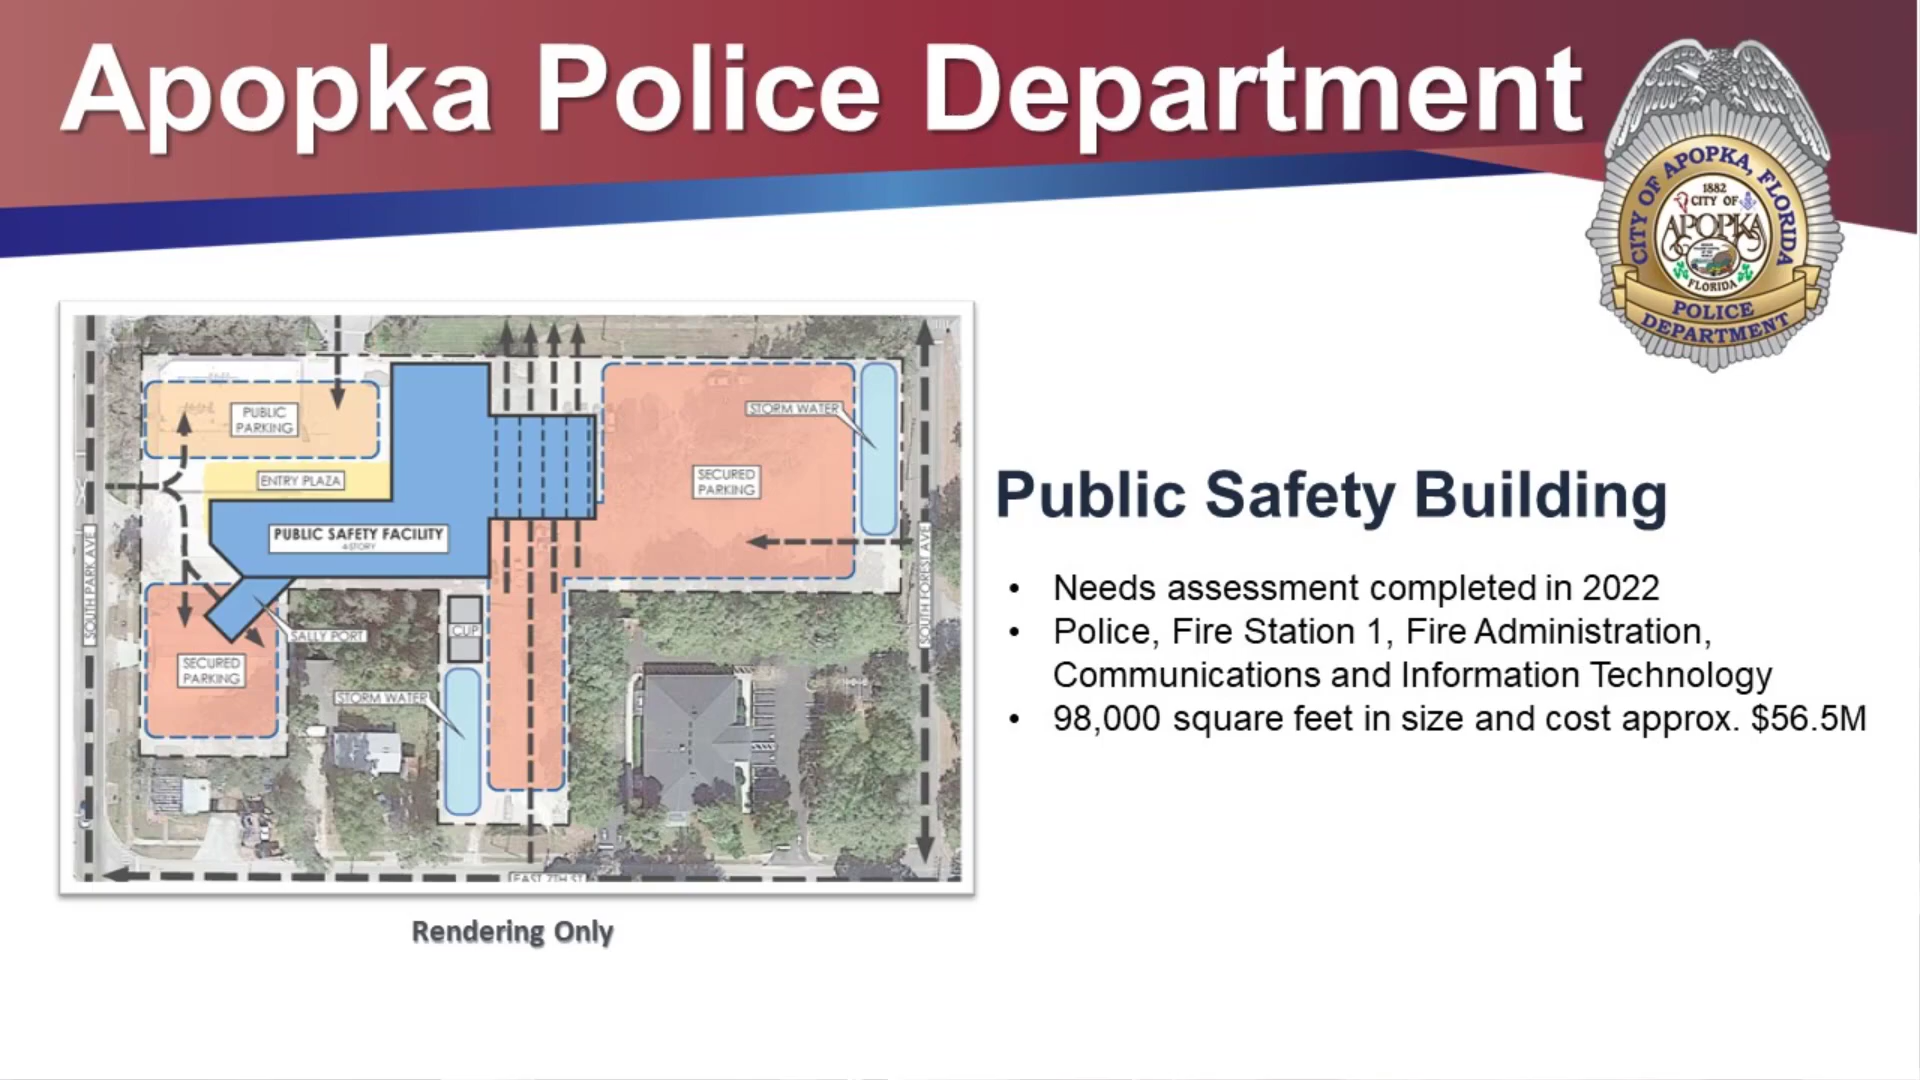 Apopka Police Department
CITY OF APOPKA, FLORIDA
1882
CITY OF
APOPKA
FLORIDA
POLICE
DEPARTMENT
PUBLIC
PARKING
STORM WATER
ENTRY PLAZA
SECURED
PARKING
PUBLIC SAFETY FACILITY
4-STORY
SOUTH PARK AVE
SOUTH FOREST AVE
CUP
SALLY PORT
SECURED
PARKING
STORM WATER
EAST 7TH ST
Rendering Only
Public Safety Building
• Needs assessment completed in 2022
• Police, Fire Station 1, Fire Administration,
Communications and Information Technology
• 98,000 square feet in size and cost approx. $56.5M